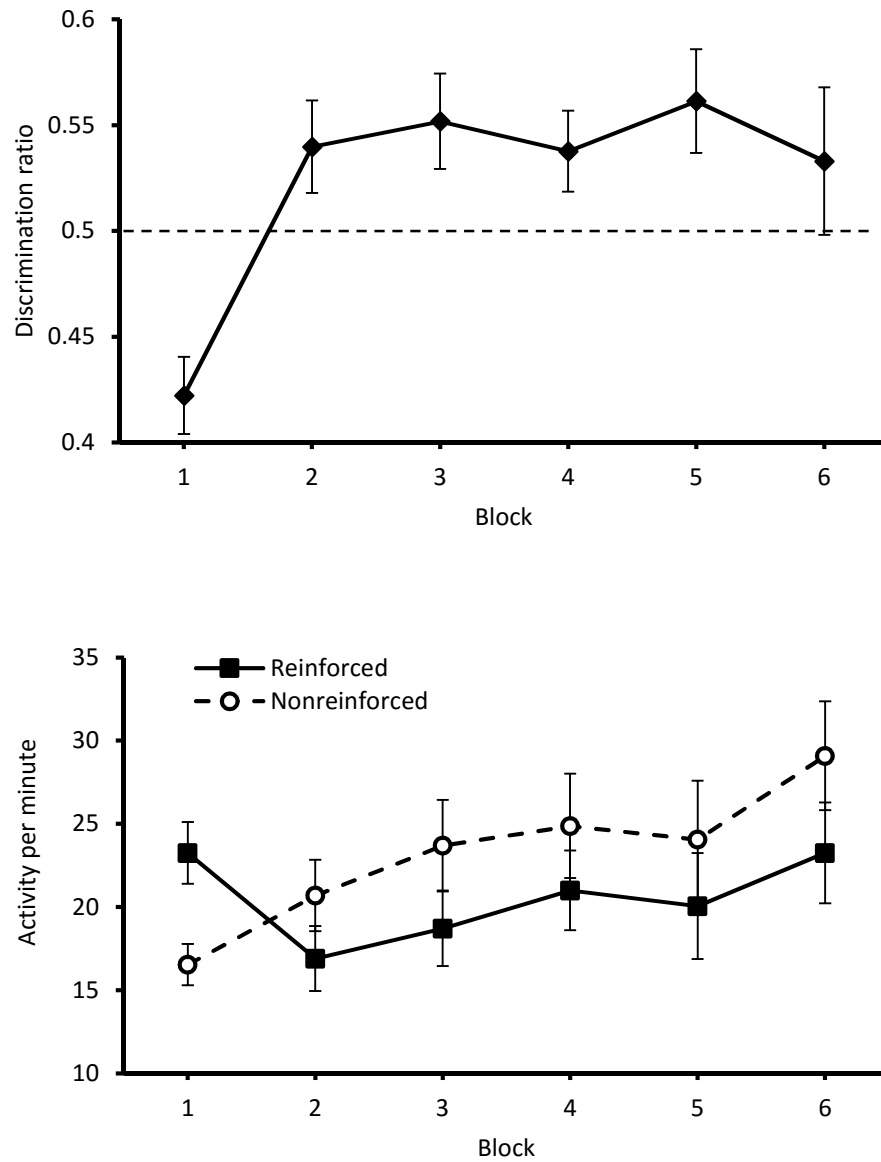 0.6
0.55
0.5
0.45
0.4
Discrimination ratio
1 2 3 4 5 6
Block
35
30
25
20
15
10
Activity per minute
Reinforced
Nonreinforced
1 2 3 4 5 6
Block